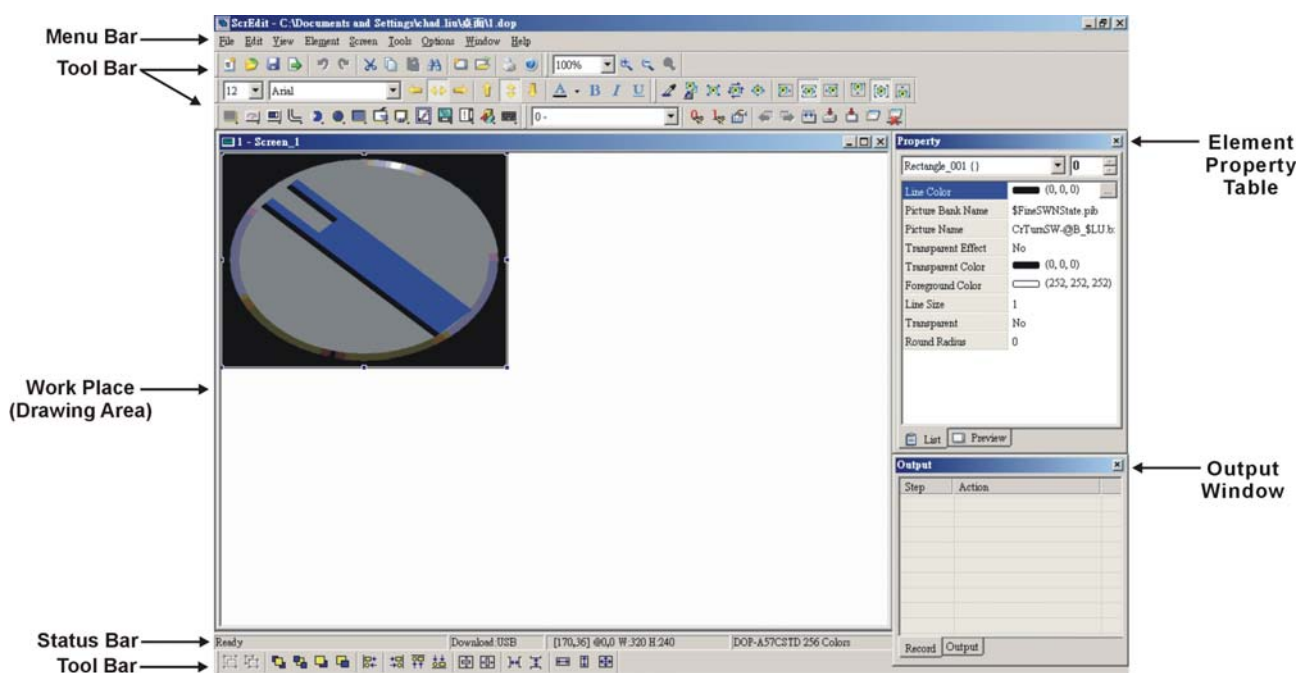 ScrEdit - C:\Documents and Settings\chad.liu\桌面\1.dop
Menu Bar
File Edit View Element Screen Tools Options Window Help
Tool Bar
100%
12 Arial A B I U
0 -
1 - Screen_1
Property
Element
Property
Table
Rectangle_001 {} 0
Line Color (0, 0, 0) ...
Picture Bank Name $FineSWNState.pib
Picture Name CrTurnSW-@B_$LU.b
Transparent Effect No
Transparent Color (0, 0, 0)
Foreground Color (252, 252, 252)
Line Size 1
Transparent No
Round Radius 0
Work Place
(Drawing Area)
List Preview
Output
Output
Window
Step Action
Status Bar
Ready Download:USB [170,36] @0,0 W:320 H:240 DOP-A57CSTD 256 Colors
Record Output
Tool Bar